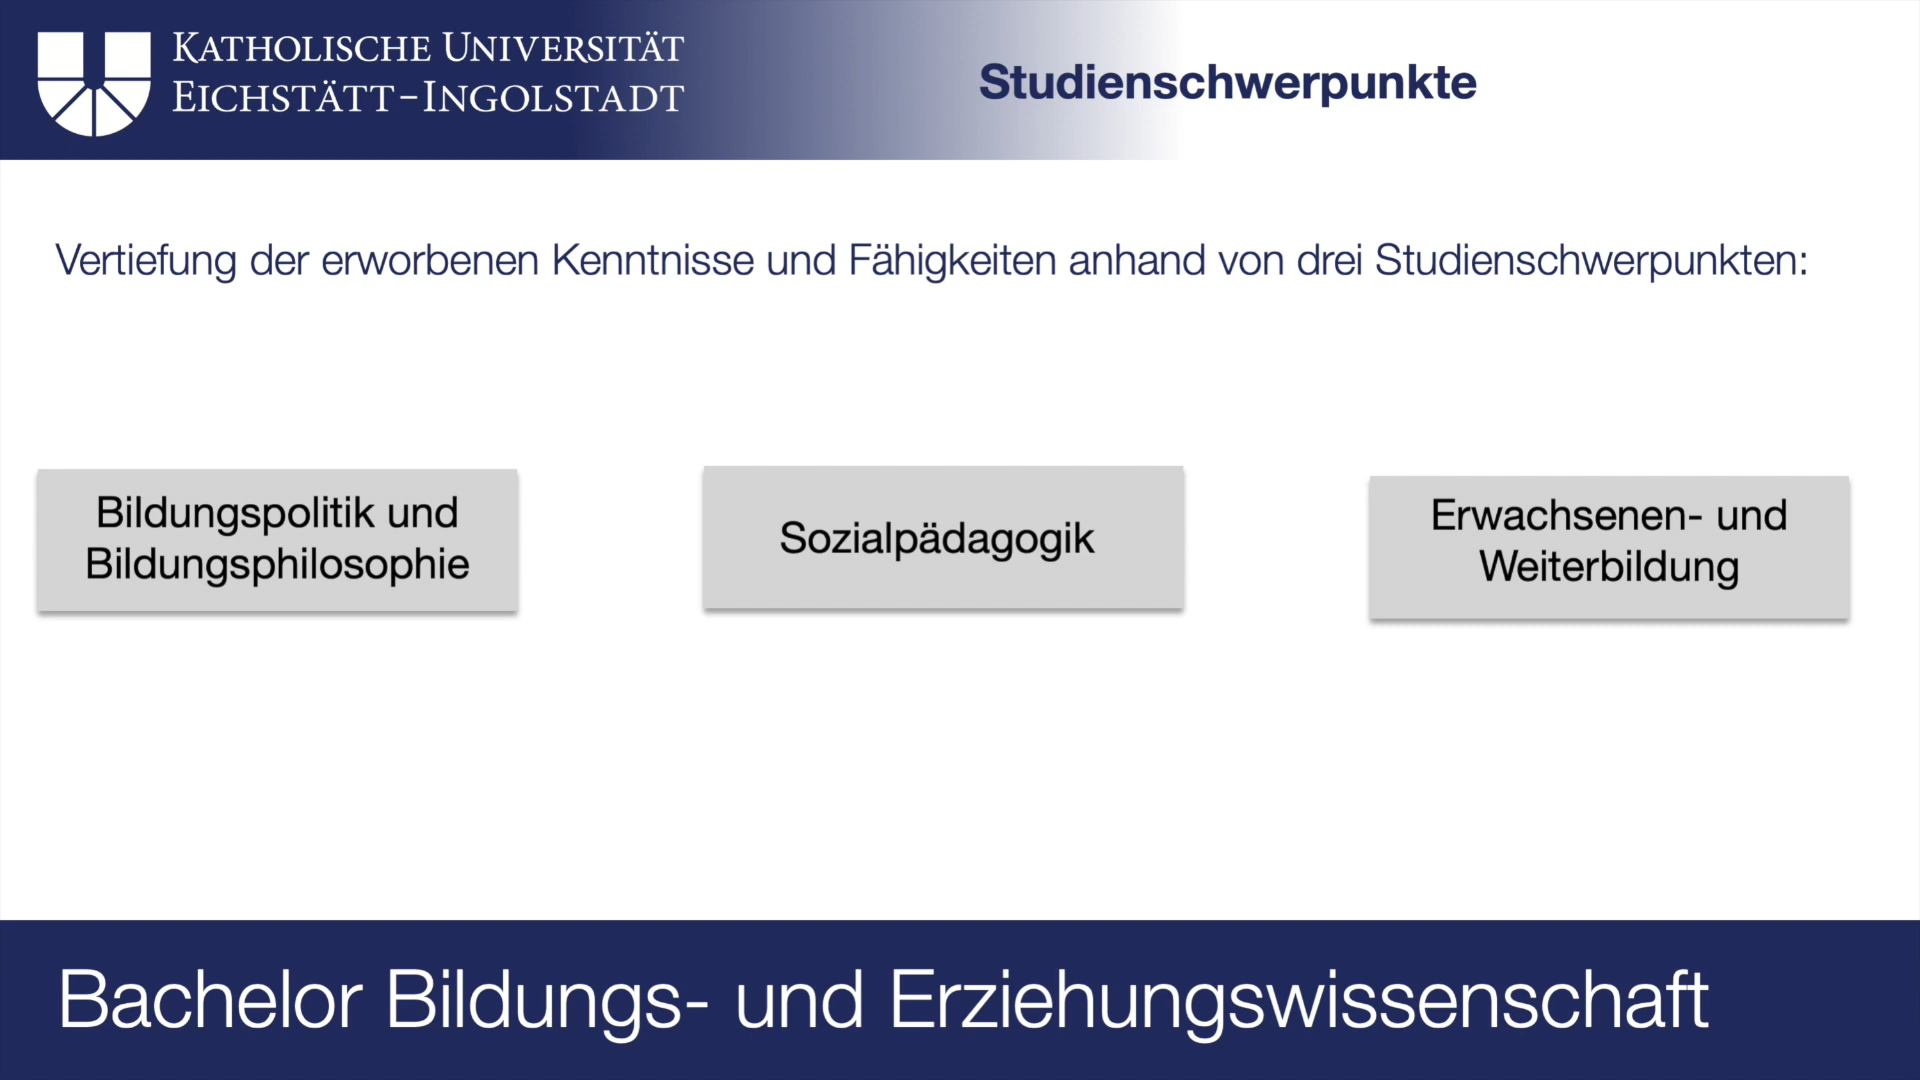 KATHOLISCHE UNIVERSITÄT
EICHSTÄTT-INGOLSTADT
Studienschwerpunkte
Vertiefung der erworbenen Kenntnisse und Fähigkeiten anhand von drei Studienschwerpunkten:
Bildungspolitik und
Bildungsphilosophie
Sozialpädagogik
Erwachsenen- und
Weiterbildung
Bachelor Bildungs- und Erziehungswissenschaft